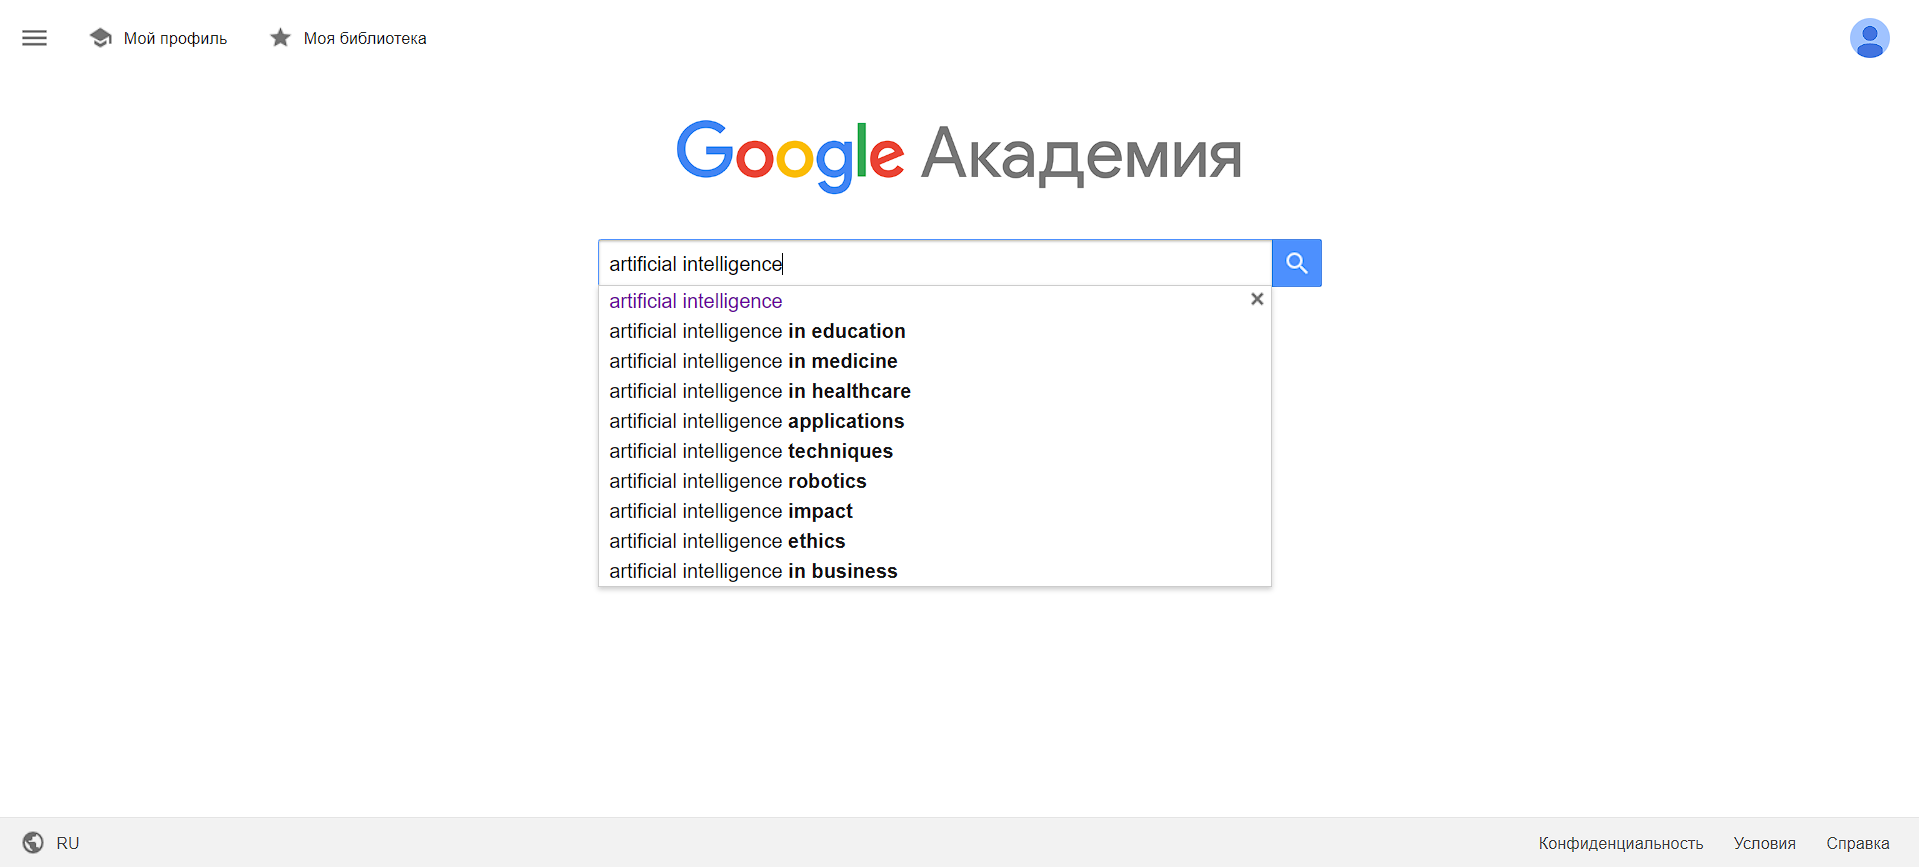 Мой профиль
Моя библиотека
Google Академия
artificial intelligence
artificial intelligence
artificial intelligence in education
artificial intelligence in medicine
artificial intelligence in healthcare
artificial intelligence applications
artificial intelligence techniques
artificial intelligence robotics
artificial intelligence impact
artificial intelligence ethics
artificial intelligence in business
RU
Конфиденциальность
Условия
Справка